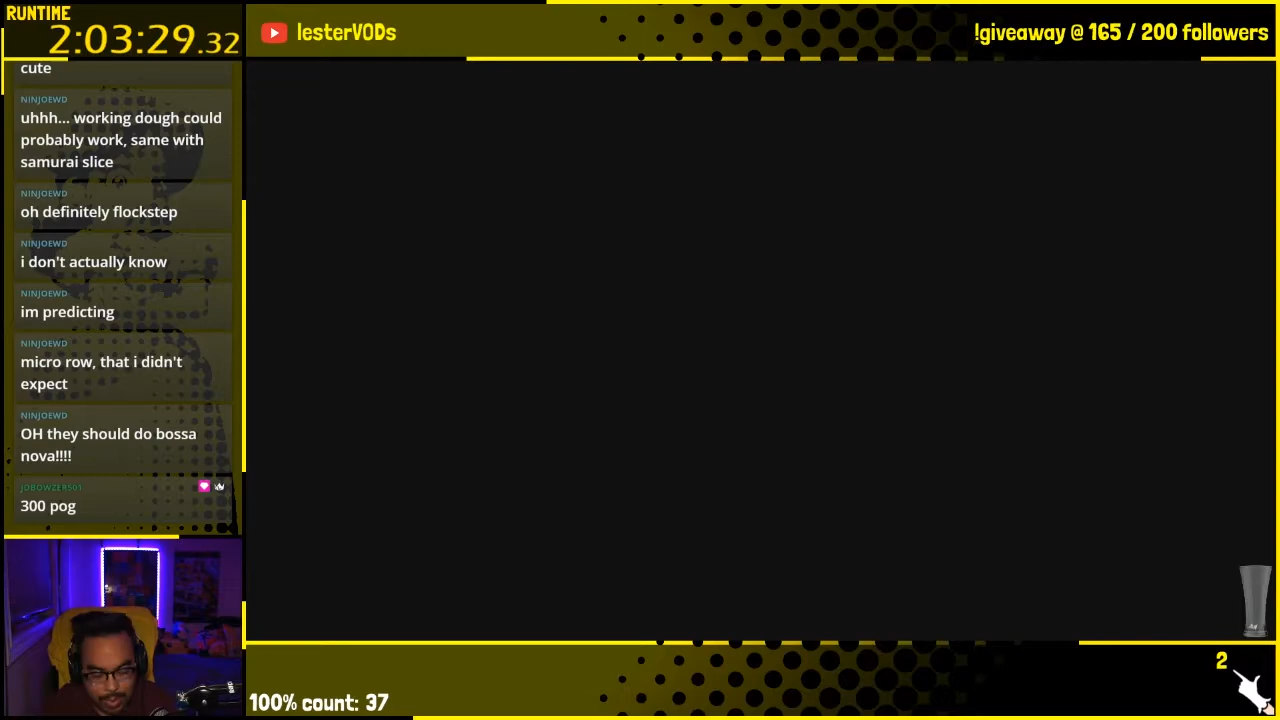 RUNTIME
2:03:29.32
lesterVODs
!giveaway @ 165 / 200 followers
cute
NINJOEWD
uhhh... working dough could
probably work, same with
samurai slice
NINJOEWD
oh definitely flockstep
NINJOEWD
i don't actually know
NINJOEWD
im predicting
NINJOEWD
micro row, that i didn't
expect
NINJOEWD
OH they should do bossa
nova!!!!
JOBOWZER501
300 pog
2
100% count: 37